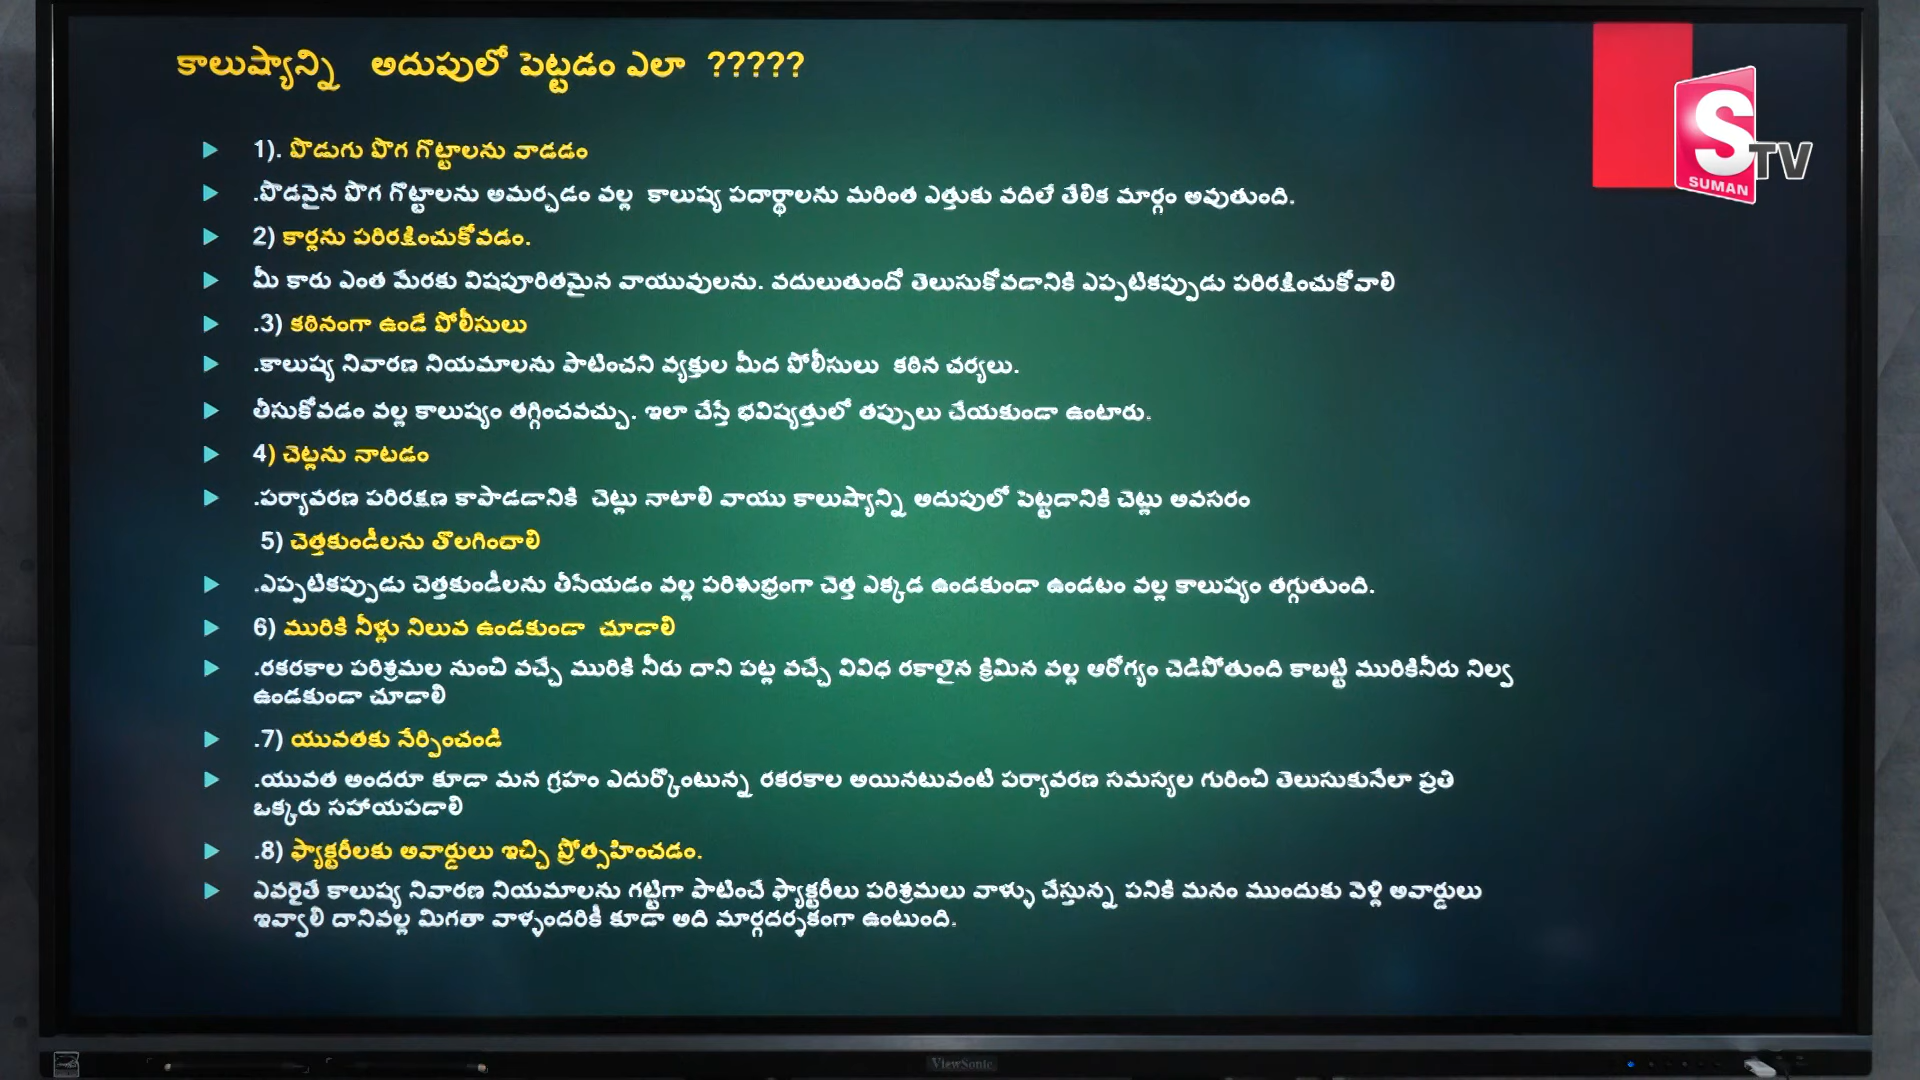 కాలుష్యాన్ని అదుపులో పెట్టడం ఎలా ?????
1). పొడుగు పొగ గొట్టాలను వాడడం
.పొడవైన పొగ గొట్టాలను అమర్చడం వల్ల కాలుష్య పదార్థాలను మరింత ఎత్తుకు వదిలే తేలిక మార్గం అవుతుంది.
2) కార్లను పరిరక్షించుకోవడం.
మీ కారు ఎంత మేరకు విషపూరితమైన వాయువులను. వదులుతుందో తెలుసుకోవడానికి ఎప్పటికప్పుడు పరిరక్షించుకోవాలి
.3) కఠినంగా ఉండే పోలీసులు
.కాలుష్య నివారణ నియమాలను పాటించని వ్యక్తుల మీద పోలీసులు కఠిన చర్యలు.
తీసుకోవడం వల్ల కాలుష్యం తగ్గించవచ్చు. ఇలా చేస్తే భవిష్యత్తులో తప్పులు చేయకుండా ఉంటారు.
4) చెట్లను నాటడం
.పర్యావరణ పరిరక్షణ కాపాడడానికి చెట్లు నాటాలి వాయు కాలుష్యాన్ని అదుపులో పెట్టడానికి చెట్లు అవసరం
5) చెత్తకుండీలను తొలగించాలి
.ఎప్పటికప్పుడు చెత్తకుండీలను తీసేయడం వల్ల పరిశుభ్రంగా చెత్త ఎక్కడ ఉండకుండా ఉండటం వల్ల కాలుష్యం తగ్గుతుంది.
6) మురికి నీళ్లు నిలువ ఉండకుండా చూడాలి
.రకరకాల పరిశ్రమల నుంచి వచ్చే మురికి నీరు దాని పట్ల వచ్చే వివిధ రకాలైన క్రిమిన వల్ల ఆరోగ్యం చెడిపోతుంది కాబట్టి మురికినీరు నిల్వ
ఉండకుండా చూడాలి
.7) యువతకు నేర్పించండి
.యువత అందరూ కూడా మన గ్రహం ఎదుర్కొంటున్న రకరకాల అయినటువంటి పర్యావరణ సమస్యల గురించి తెలుసుకునేలా ప్రతి
ఒక్కరు సహాయపడాలి
.8) ఫ్యాక్టరీలకు అవార్డులు ఇచ్చి ప్రోత్సహించడం.
ఎవరైతే కాలుష్య నివారణ నియమాలను గట్టిగా పాటించే ఫ్యాక్టరీలు పరిశ్రమలు వాళ్ళు చేస్తున్న పనికి మనం ముందుకు వెళ్లి అవార్డులు
ఇవ్వాలి దానివల్ల మిగతా వాళ్ళందరికీ కూడా అది మార్గదర్శకంగా ఉంటుంది.
S TV
SUMAN
ViewSonic